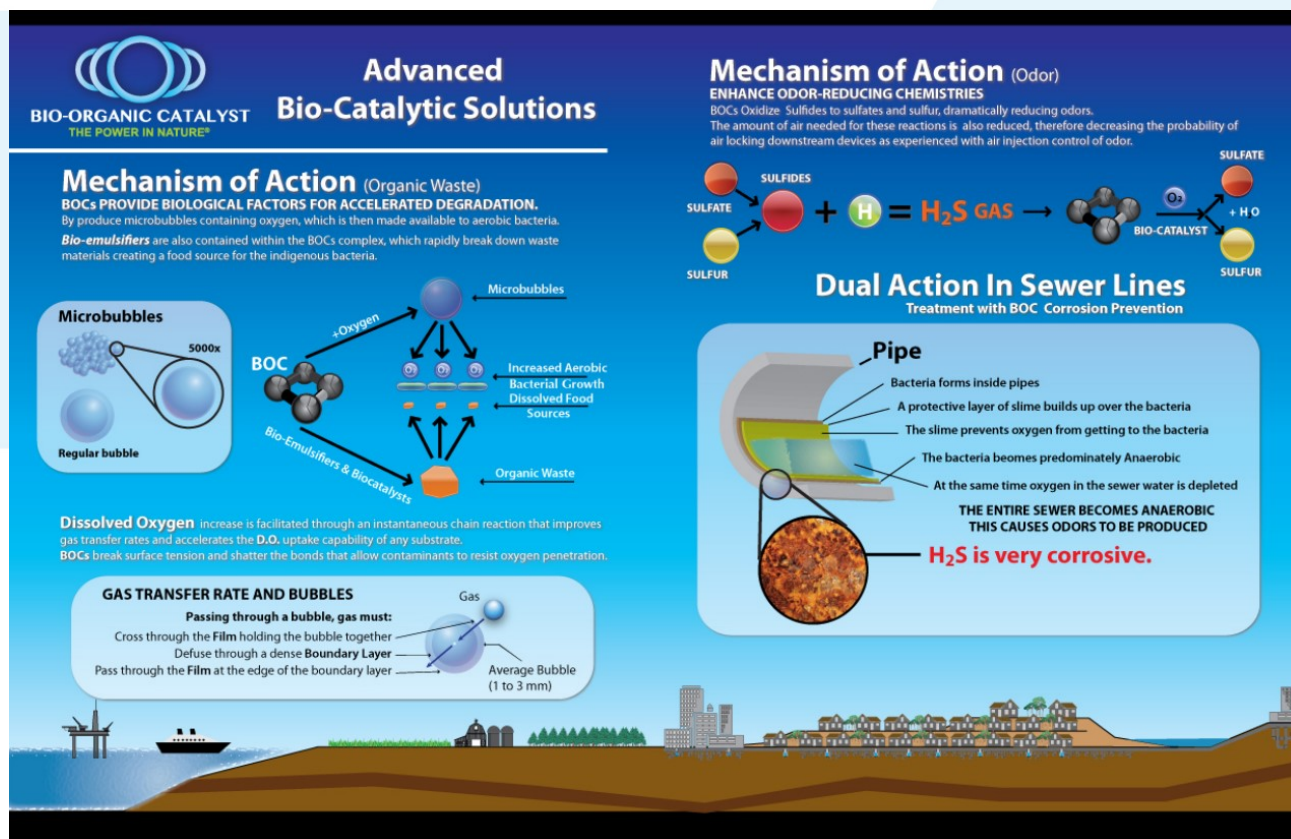 BIO-ORGANIC CATALYST
THE POWER IN NATURE®
Advanced
Bio-Catalytic Solutions
Mechanism of Action (Organic Waste)
BOCs PROVIDE BIOLOGICAL FACTORS FOR ACCELERATED DEGRADATION.
By produce microbubbles containing oxygen, which is then made available to aerobic bacteria.
Bio-emulsifiers are also contained within the BOCs complex, which rapidly break down waste
materials creating a food source for the indigenous bacteria.
Microbubbles
5000x
Regular bubble
BOC
+Oxygen
Bio-Emulsifiers & Biocatalysts
Microbubbles
O₂ O₂ O₂
Increased Aerobic
Bacterial Growth
Dissolved Food
Sources
Organic Waste
Dissolved Oxygen increase is facilitated through an instantaneous chain reaction that improves
gas transfer rates and accelerates the D.O. uptake capability of any substrate.
BOCs break surface tension and shatter the bonds that allow contaminants to resist oxygen penetration.
GAS TRANSFER RATE AND BUBBLES
Passing through a bubble, gas must:
Cross through the Film holding the bubble together
Defuse through a dense Boundary Layer
Pass through the Film at the edge of the boundary layer
Gas
Average Bubble
(1 to 3 mm)
Mechanism of Action (Odor)
ENHANCE ODOR-REDUCING CHEMISTRIES
BOCs Oxidize Sulfides to sulfates and sulfur, dramatically reducing odors.
The amount of air needed for these reactions is also reduced, therefore decreasing the probability of
air locking downstream devices as experienced with air injection control of odor.
SULFATE
SULFUR
SULFIDES
+ H = H₂S GAS
BIO-CATALYST
O₂
SULFATE
+ H O
SULFUR
Dual Action In Sewer Lines
Treatment with BOC Corrosion Prevention
Pipe
Bacteria forms inside pipes
A protective layer of slime builds up over the bacteria
The slime prevents oxygen from getting to the bacteria
The bacteria beomes predominately Anaerobic
At the same time oxygen in the sewer water is depleted
THE ENTIRE SEWER BECOMES ANAEROBIC
THIS CAUSES ODORS TO BE PRODUCED
H₂S is very corrosive.